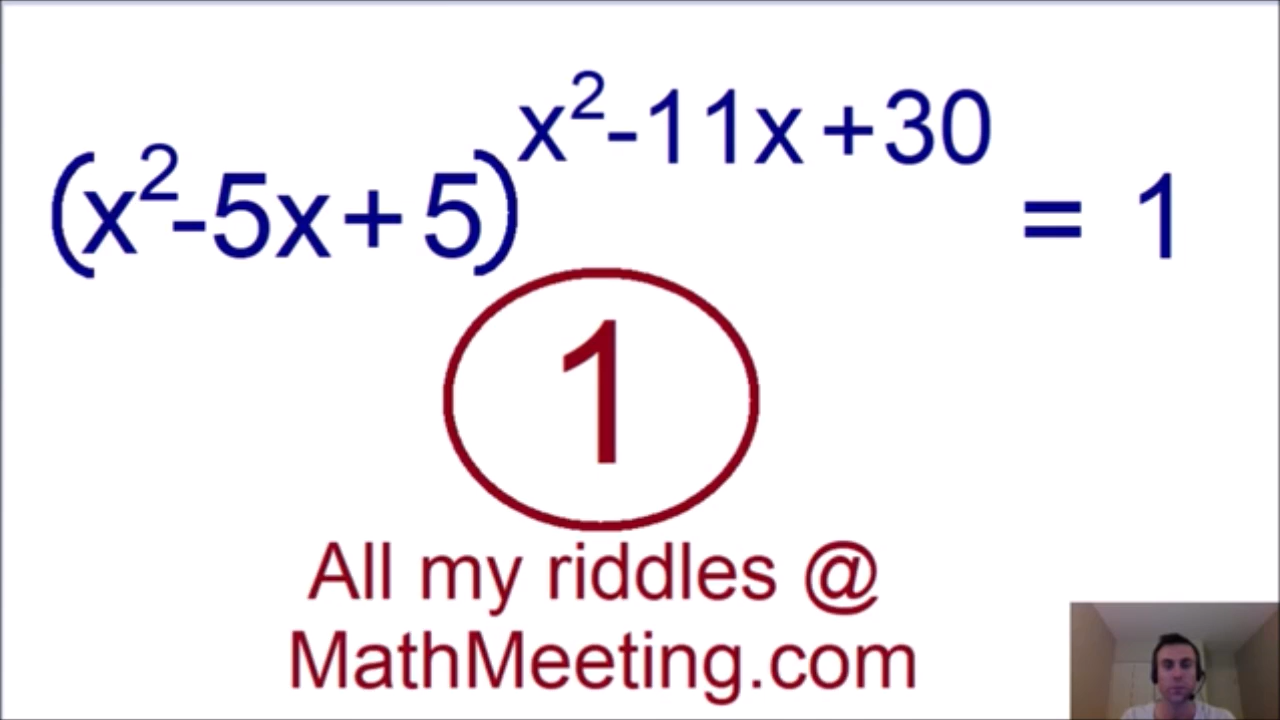 (x²-5x+5)^x²-11x+30 = 1
1
All my riddles @
MathMeeting.com